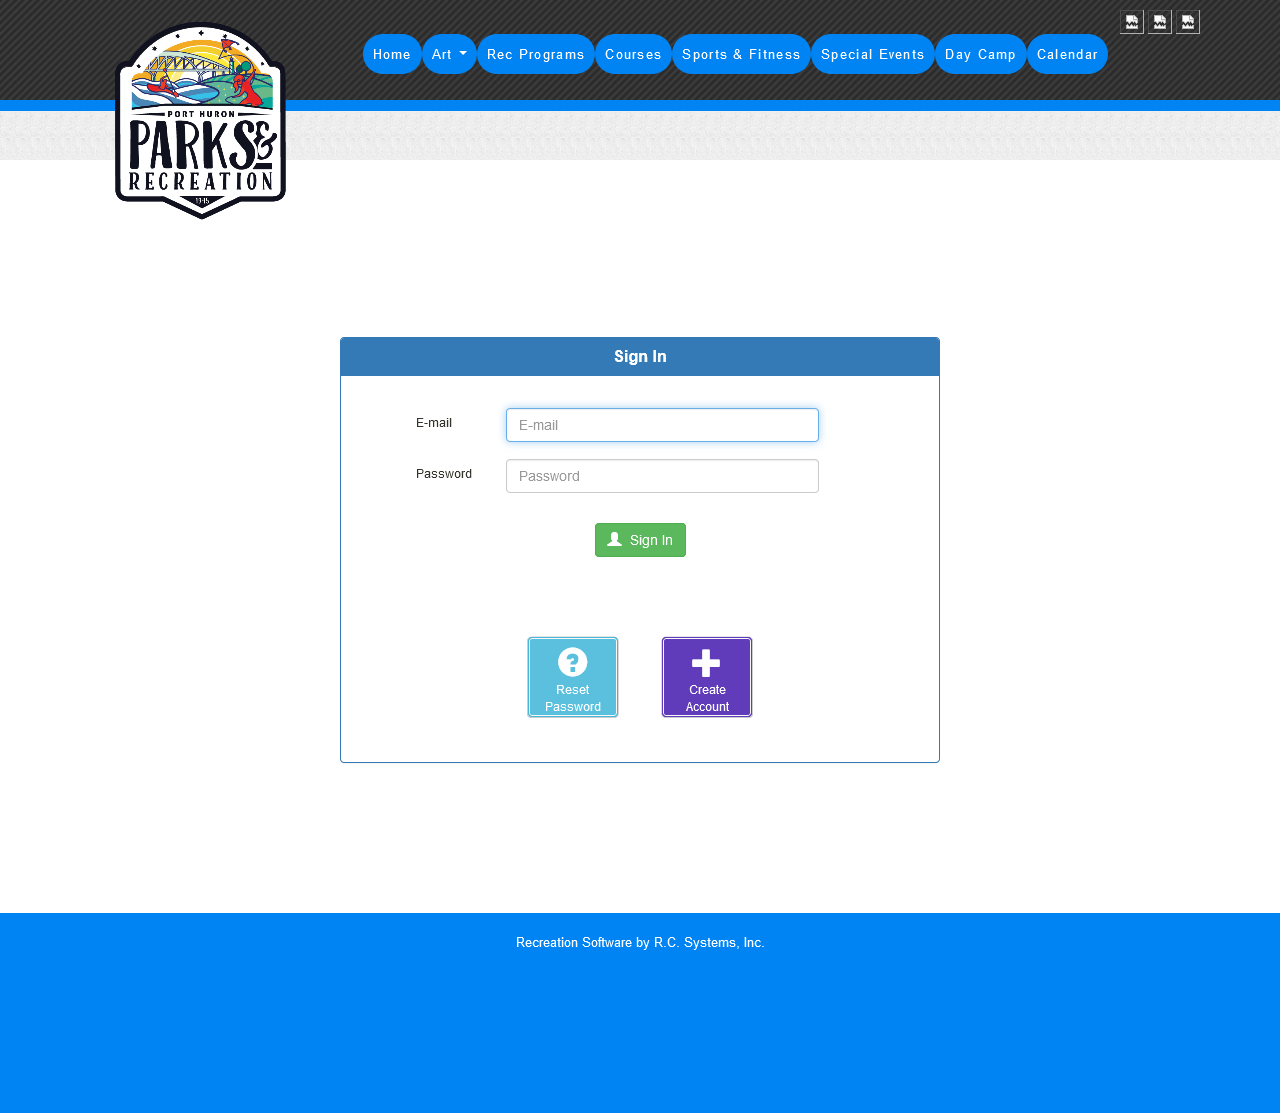 Home Art Rec Programs Courses Sports & Fitness Special Events Day Camp Calendar
PORT HURON
PARKS &
RECREATION
1945
Sign In
E-mail
E-mail
Password
Password
Sign In
Reset
Password
Create
Account
Recreation Software by R.C. Systems, Inc.